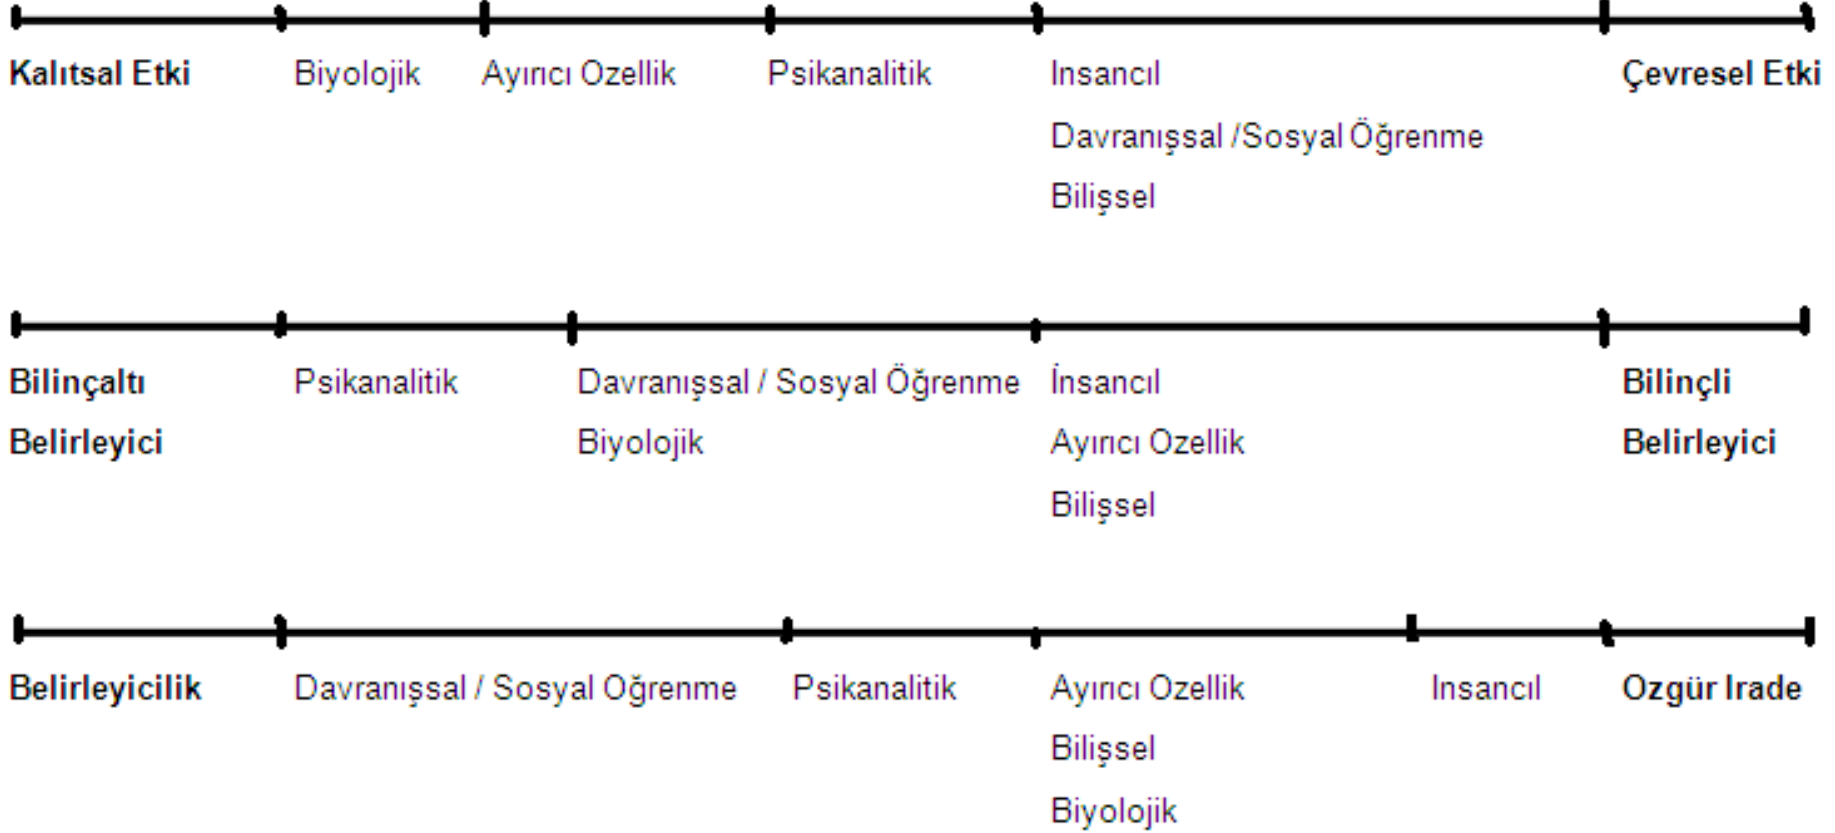 Kalıtsal Etki Biyolojik Ayırıcı Ozellik Psikanalitik Insancıl Çevresel Etki
Davranışsal /Sosyal Öğrenme
Bilişsel
Bilinçaltı Psikanalitik Davranışsal / Sosyal Öğrenme İnsancıl Bilinçli
Belirleyici Biyolojik Ayırıcı Ozellik Belirleyici
Bilişsel
Belirleyicilik Davranışsal / Sosyal Oğrenme Psikanalitik Ayırıcı Ozellik Insancıl Ozgür Irade
Bilişsel
Biyolojik